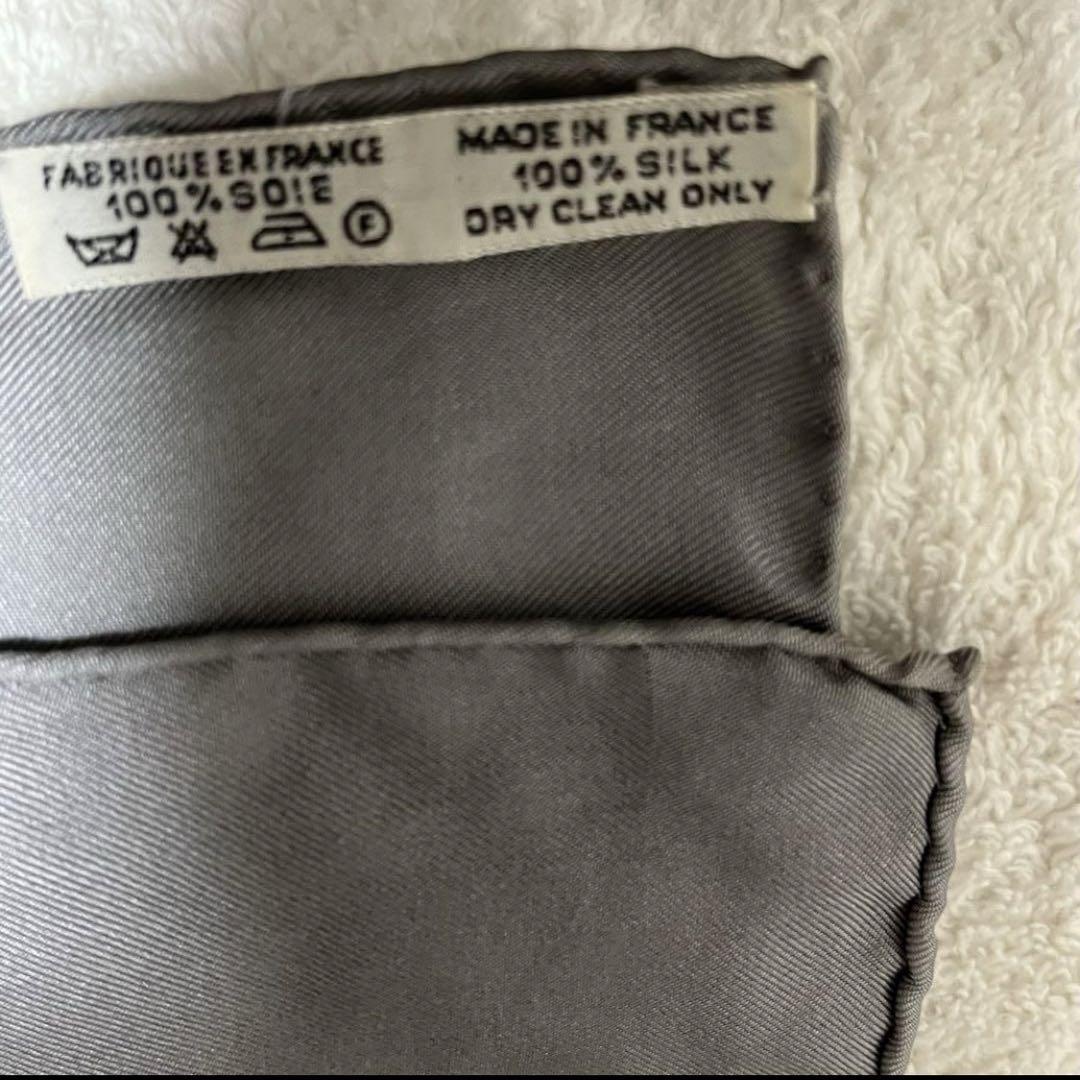 FABRIQUE EN FRANCE
100% SOIE
F
MADE IN FRANCE
100% SILK
DRY CLEAN ONLY